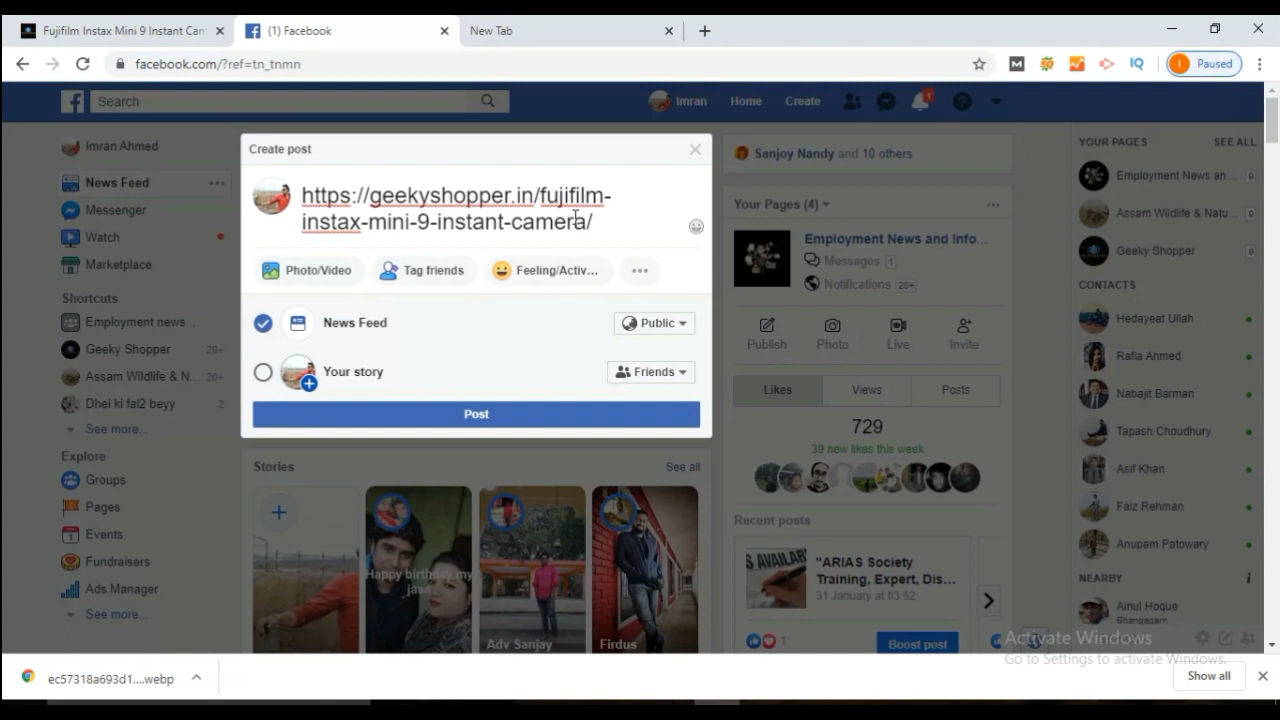 Fujifilm Instax Mini 9 Instant Cam
(1) Facebook
New Tab
facebook.com/?ref=tn_tnmn
Paused
Search
Imran
Home
Create
1
Imran Ahmed
News Feed
Messenger
Watch
Marketplace
Shortcuts
Employment news ...
Geeky Shopper 20+
Assam Wildlife & N... 20+
Dhei ki fal2 beyy 2
See more...
Explore
Groups
Pages
Events
Fundraisers
Ads Manager
See more...
Create post
https://geekyshopper.in/fujifilm-
instax-mini-9-instant-camera/
Photo/Video
Tag friends
Feeling/Activ...
News Feed
Public
Your story
Friends
Post
Stories
See all
Happy birthday my
jaan
Adv Sanjay
Firdus
Sanjoy Nandy and 10 others
Your Pages (4)
Employment News and Info...
Messages 1
Notifications 20+
Publish
Photo
Live
Invite
Likes
Views
Posts
729
39 new likes this week
Recent posts
S AVAILAB
"ARIAS Society
Training, Expert, Dis...
31 January at 03:52
1
Boost post
YOUR PAGES
SEE ALL
Employment News an... 9
Assam Wildlife & Natu... 9
Geeky Shopper 9
CONTACTS
Hedayeat Ullah
Rafia Ahmed
Nabajit Barman
Tapash Choudhury
Asif Khan
Faiz Rehman
Anupam Patowary
NEARBY
Ainul Hoque
Bhangagarh
Activate Windows
Go to Settings to activate Windows.
ec57318a693d1....webp
Show all